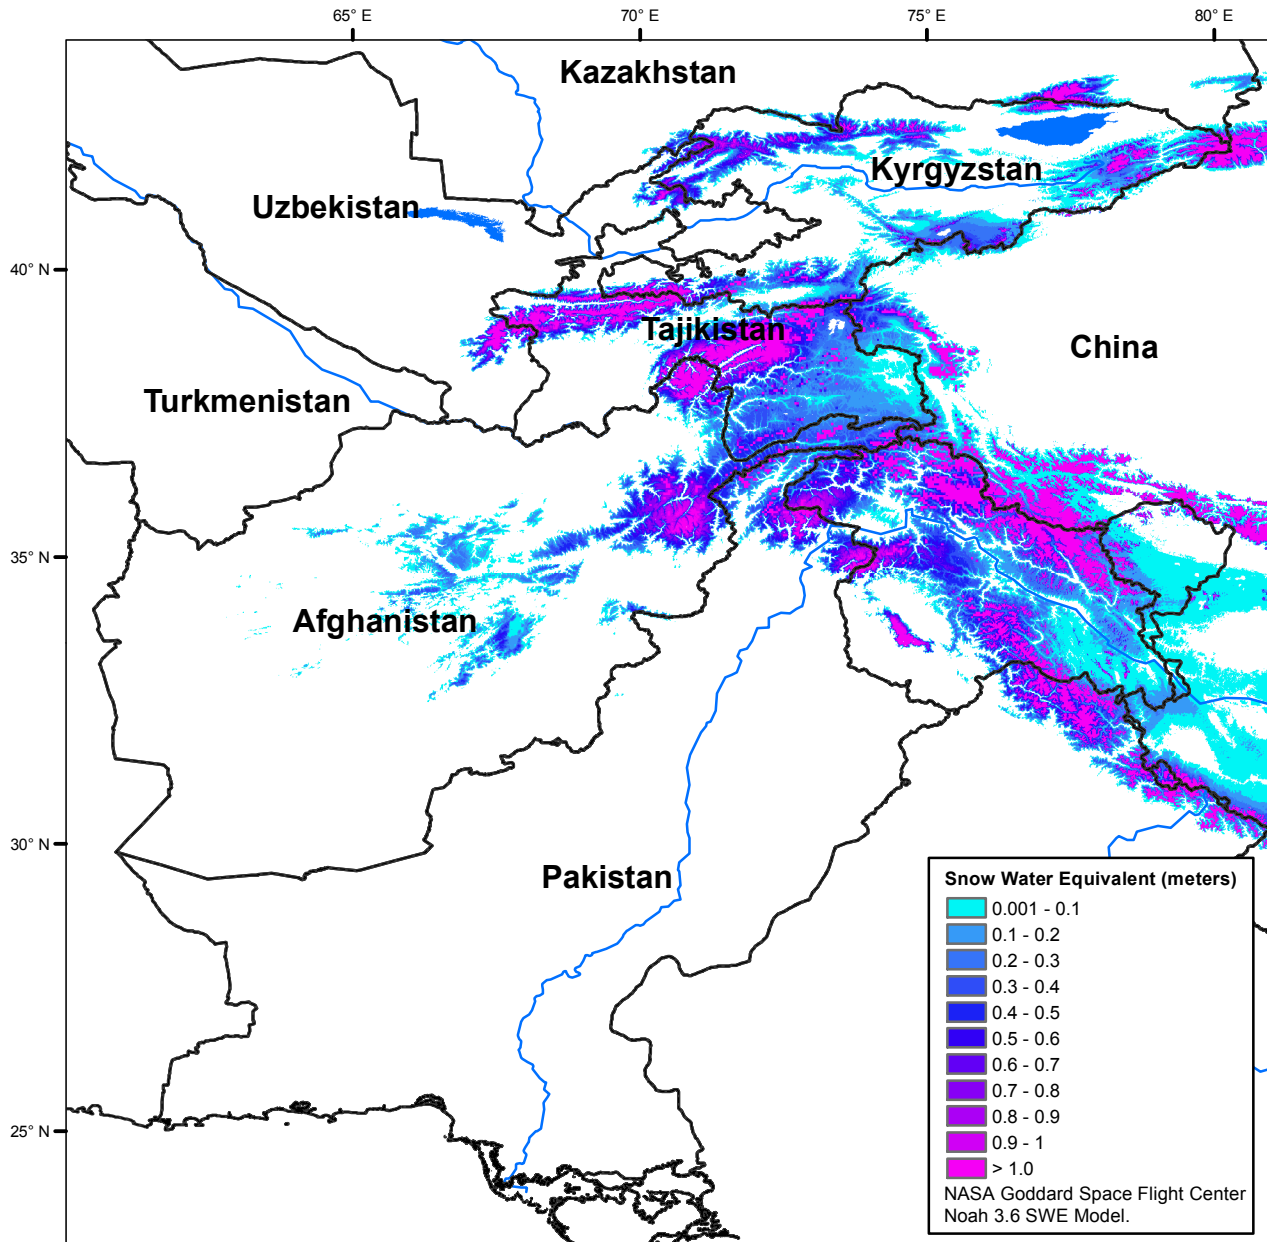 65° E
70° E
75° E
80° E
Kazakhstan
Kyrgyzstan
Uzbekistan
40° N
Tajikistan
China
Turkmenistan
35° N
Afghanistan
30° N
Pakistan
25° N
Snow Water Equivalent (meters)
0.001 - 0.1
0.1 - 0.2
0.2 - 0.3
0.3 - 0.4
0.4 - 0.5
0.5 - 0.6
0.6 - 0.7
0.7 - 0.8
0.8 - 0.9
0.9 - 1
> 1.0
NASA Goddard Space Flight Center
Noah 3.6 SWE Model.